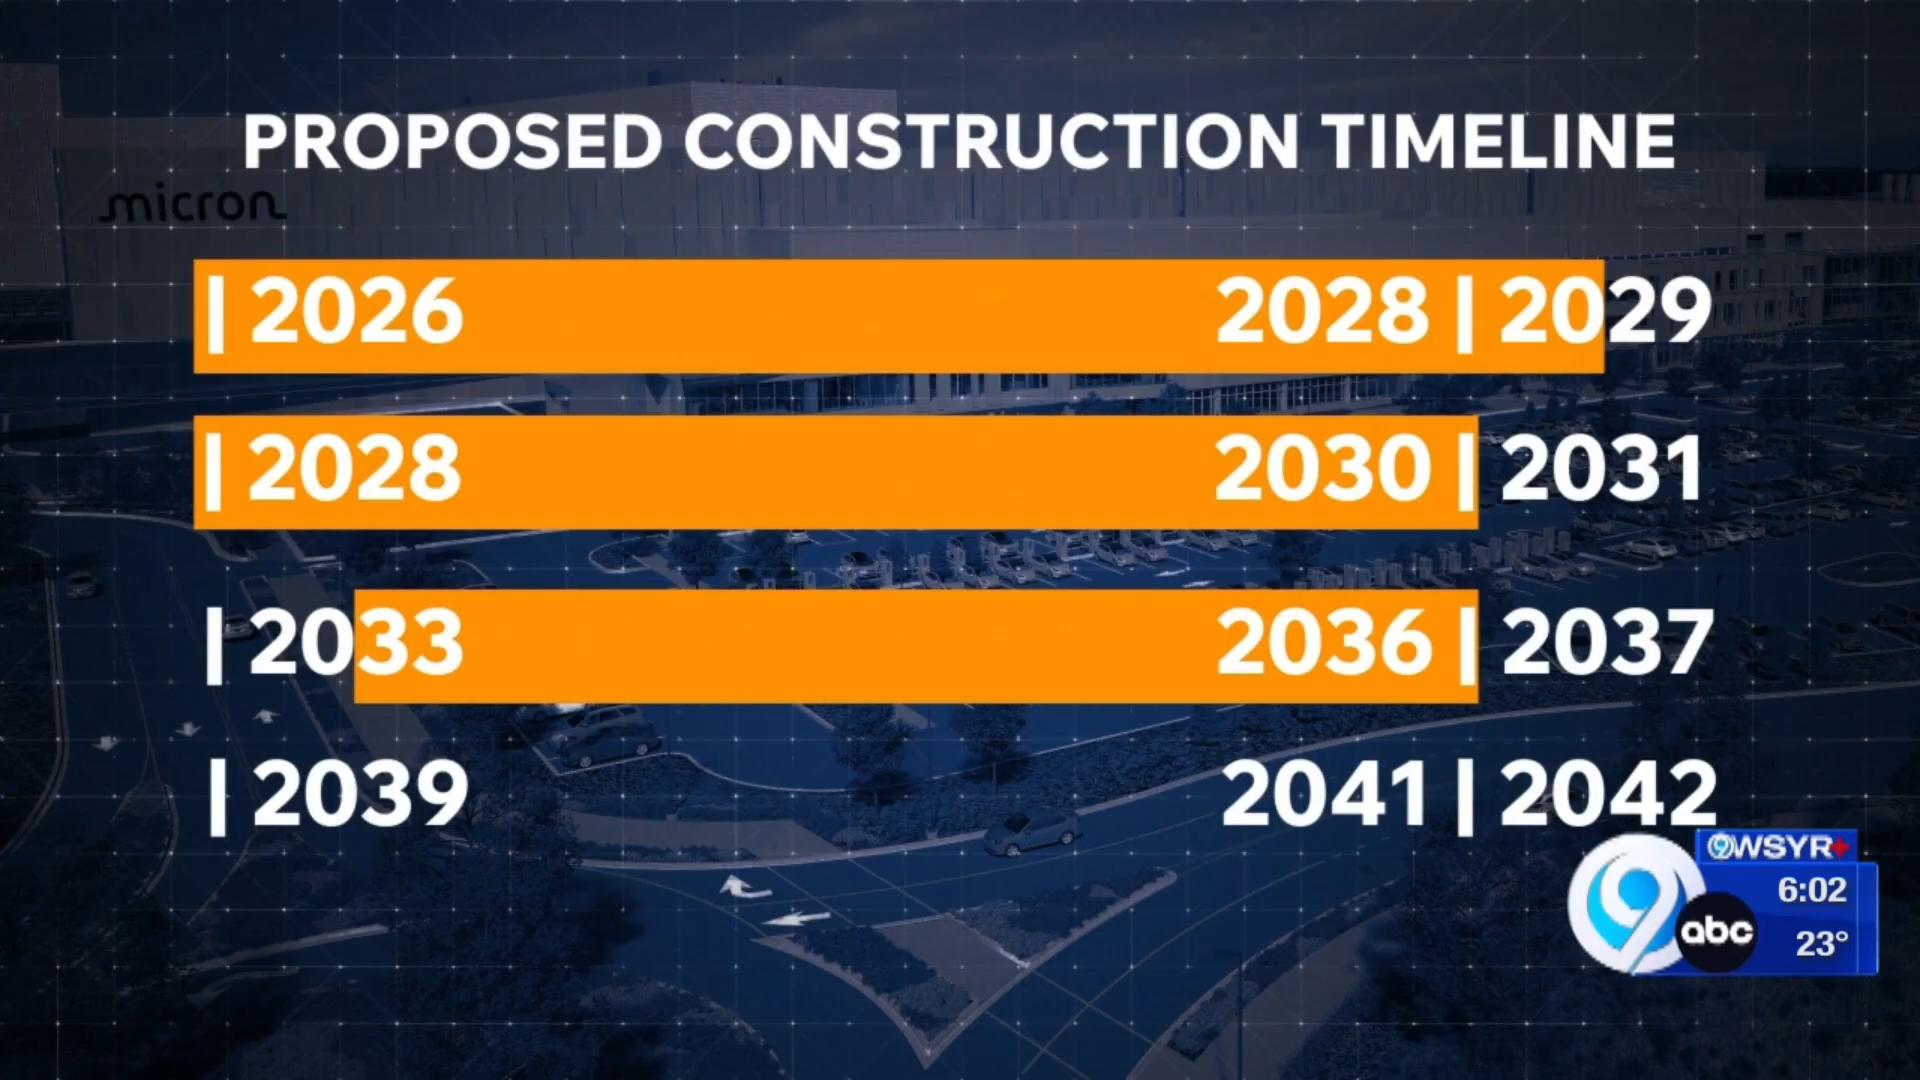 PROPOSED CONSTRUCTION TIMELINE
micron
| 2026 2028 | 2029
| 2028 2030 | 2031
| 2033 2036 | 2037
| 2039 2041 | 2042
9WSYR+
9
6:02
abc
23°